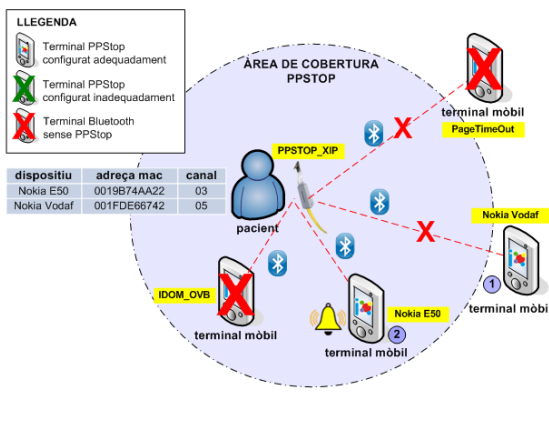 LLEGENDA
Terminal PPStop
configurat adequadament
Terminal PPStop
configurat inadequadament
Terminal Bluetooth
sense PPStop
ÀREA DE COBERTURA
PPSTOP
terminal mòbil
PageTimeOut
PPSTOP_XIP
dispositiu adreça mac canal
Nokia E50 0019B74AA22 03
Nokia Vodaf 001FDE66742 05
pacient
Nokia Vodaf
1
terminal mòbil
IDOM_OVB
terminal mòbil
Nokia E50
2
terminal mòbil